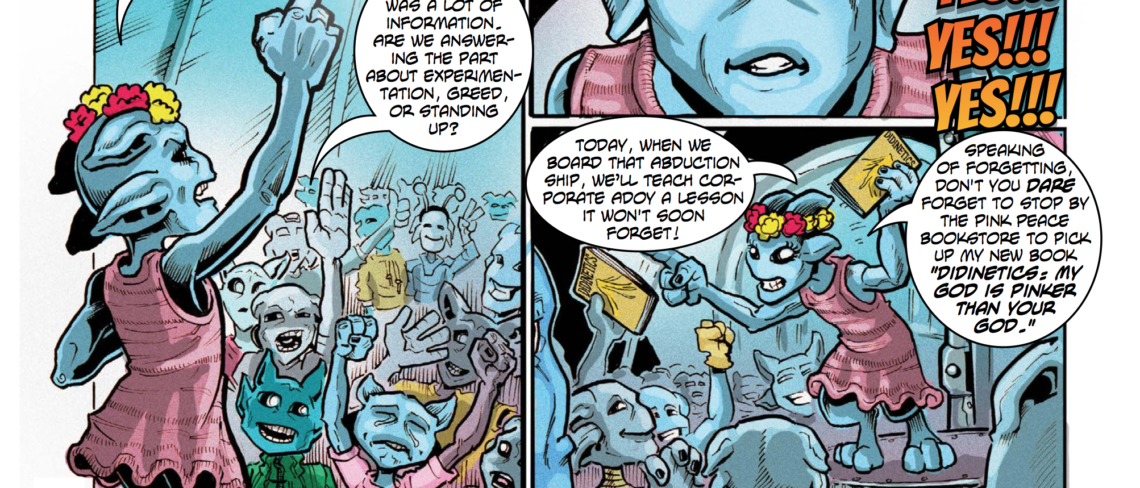 WAS A LOT OF
INFORMATION.
ARE WE ANSWER-
ING THE PART
ABOUT EXPERIMEN-
TATION, GREED,
OR STANDING
UP?
YES!!!
YES!!!
YES!!!
TODAY, WHEN WE
BOARD THAT ABDUCTION
SHIP, WE'LL TEACH COR-
PORATE ADOY A LESSON
IT WON'T SOON
FORGET!
DIDINETICS
DIDINETICS
SPEAKING
OF FORGETTING,
DON'T YOU DARE
FORGET TO STOP BY
THE PINK PEACE
BOOKSTORE TO PICK
UP MY NEW BOOK
"DIDINETICS: MY
GOD IS PINKER
THAN YOUR
GOD."